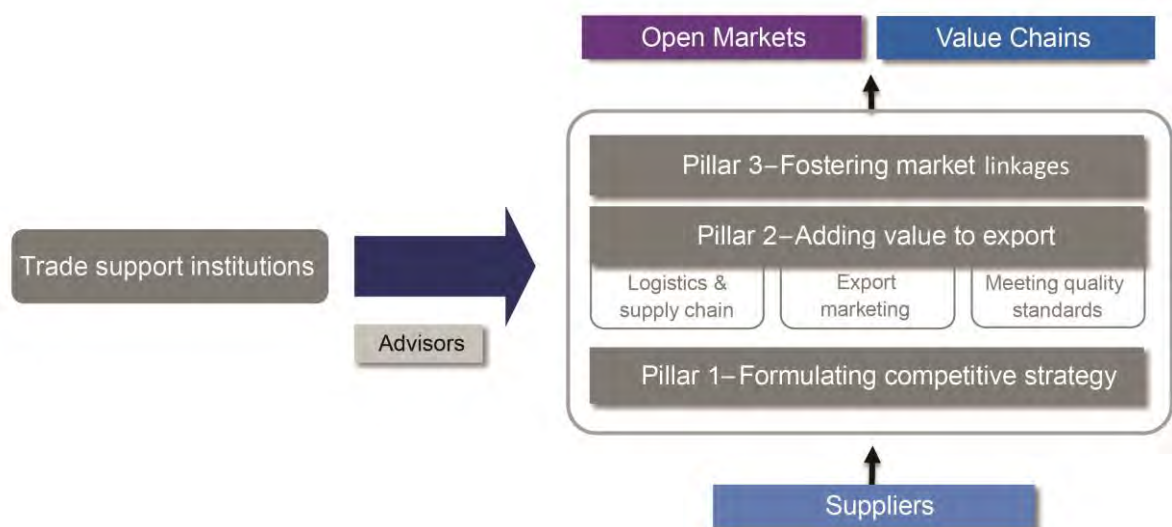 Open Markets
Value Chains
Pillar 3–Fostering market linkages
Pillar 2–Adding value to export
Trade support institutions
Logistics &
supply chain
Export
marketing
Meeting quality
standards
Advisors
Pillar 1–Formulating competitive strategy
Suppliers